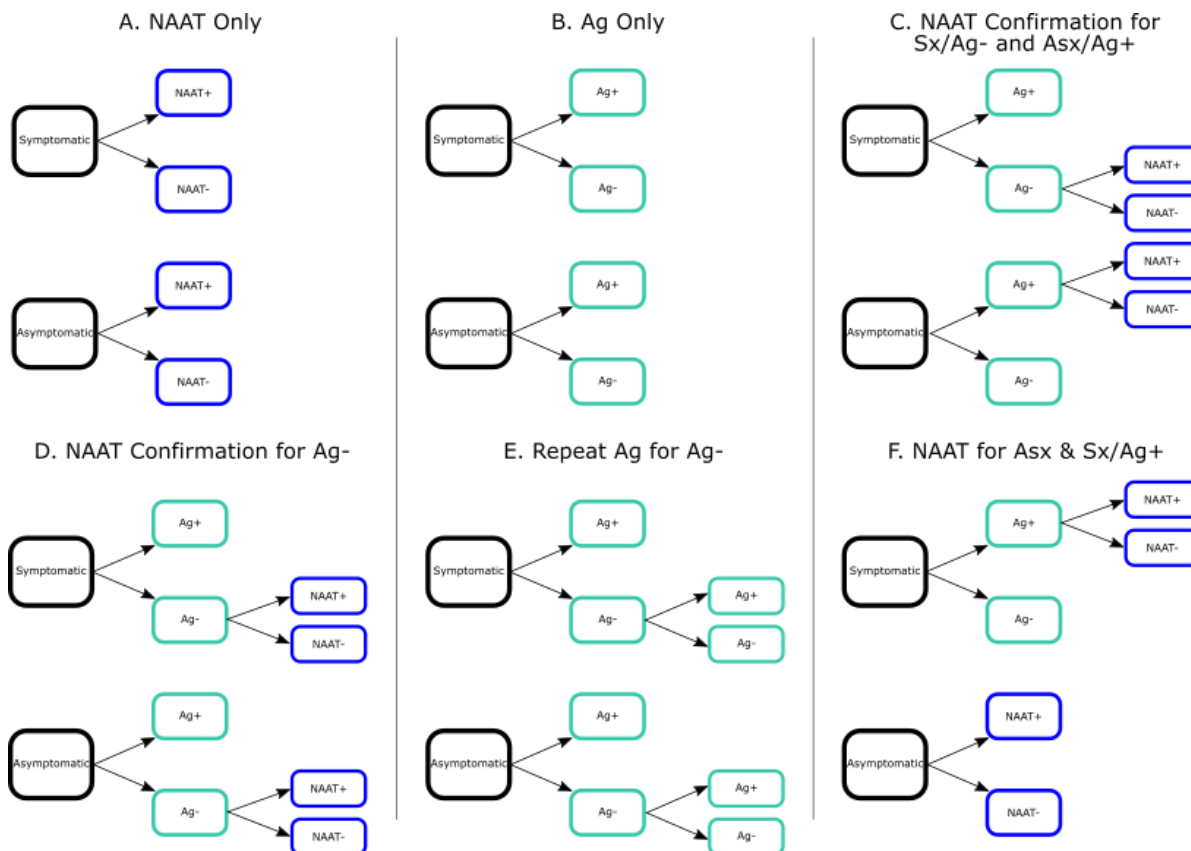 A. NAAT Only
Symptomatic
NAAT+
NAAT-
Asymptomatic
NAAT+
NAAT-
B. Ag Only
Symptomatic
Ag+
Ag-
Asymptomatic
Ag+
Ag-
C. NAAT Confirmation for
Sx/Ag- and Asx/Ag+
Symptomatic
Ag+
Ag-
NAAT+
NAAT-
Asymptomatic
Ag+
NAAT+
NAAT-
Ag-
D. NAAT Confirmation for Ag-
Symptomatic
Ag+
Ag-
NAAT+
NAAT-
Asymptomatic
Ag+
Ag-
NAAT+
NAAT-
E. Repeat Ag for Ag-
Symptomatic
Ag+
Ag-
Ag+
Ag-
Asymptomatic
Ag+
Ag-
Ag+
Ag-
F. NAAT for Asx & Sx/Ag+
Symptomatic
Ag+
NAAT+
NAAT-
Ag-
Asymptomatic
NAAT+
NAAT-